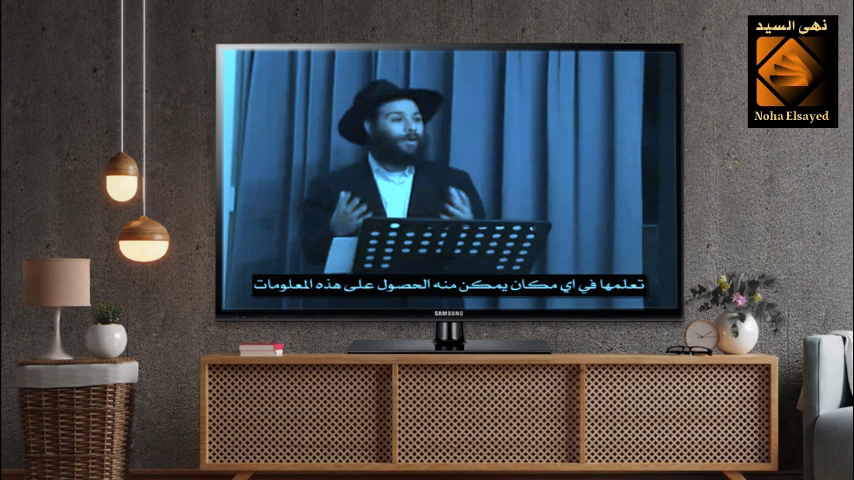 نهى السيد
Noha Elsayed
تعلمها في اي مكان يمكن منه الحصول على هذه المعلومات
SAMSUNG